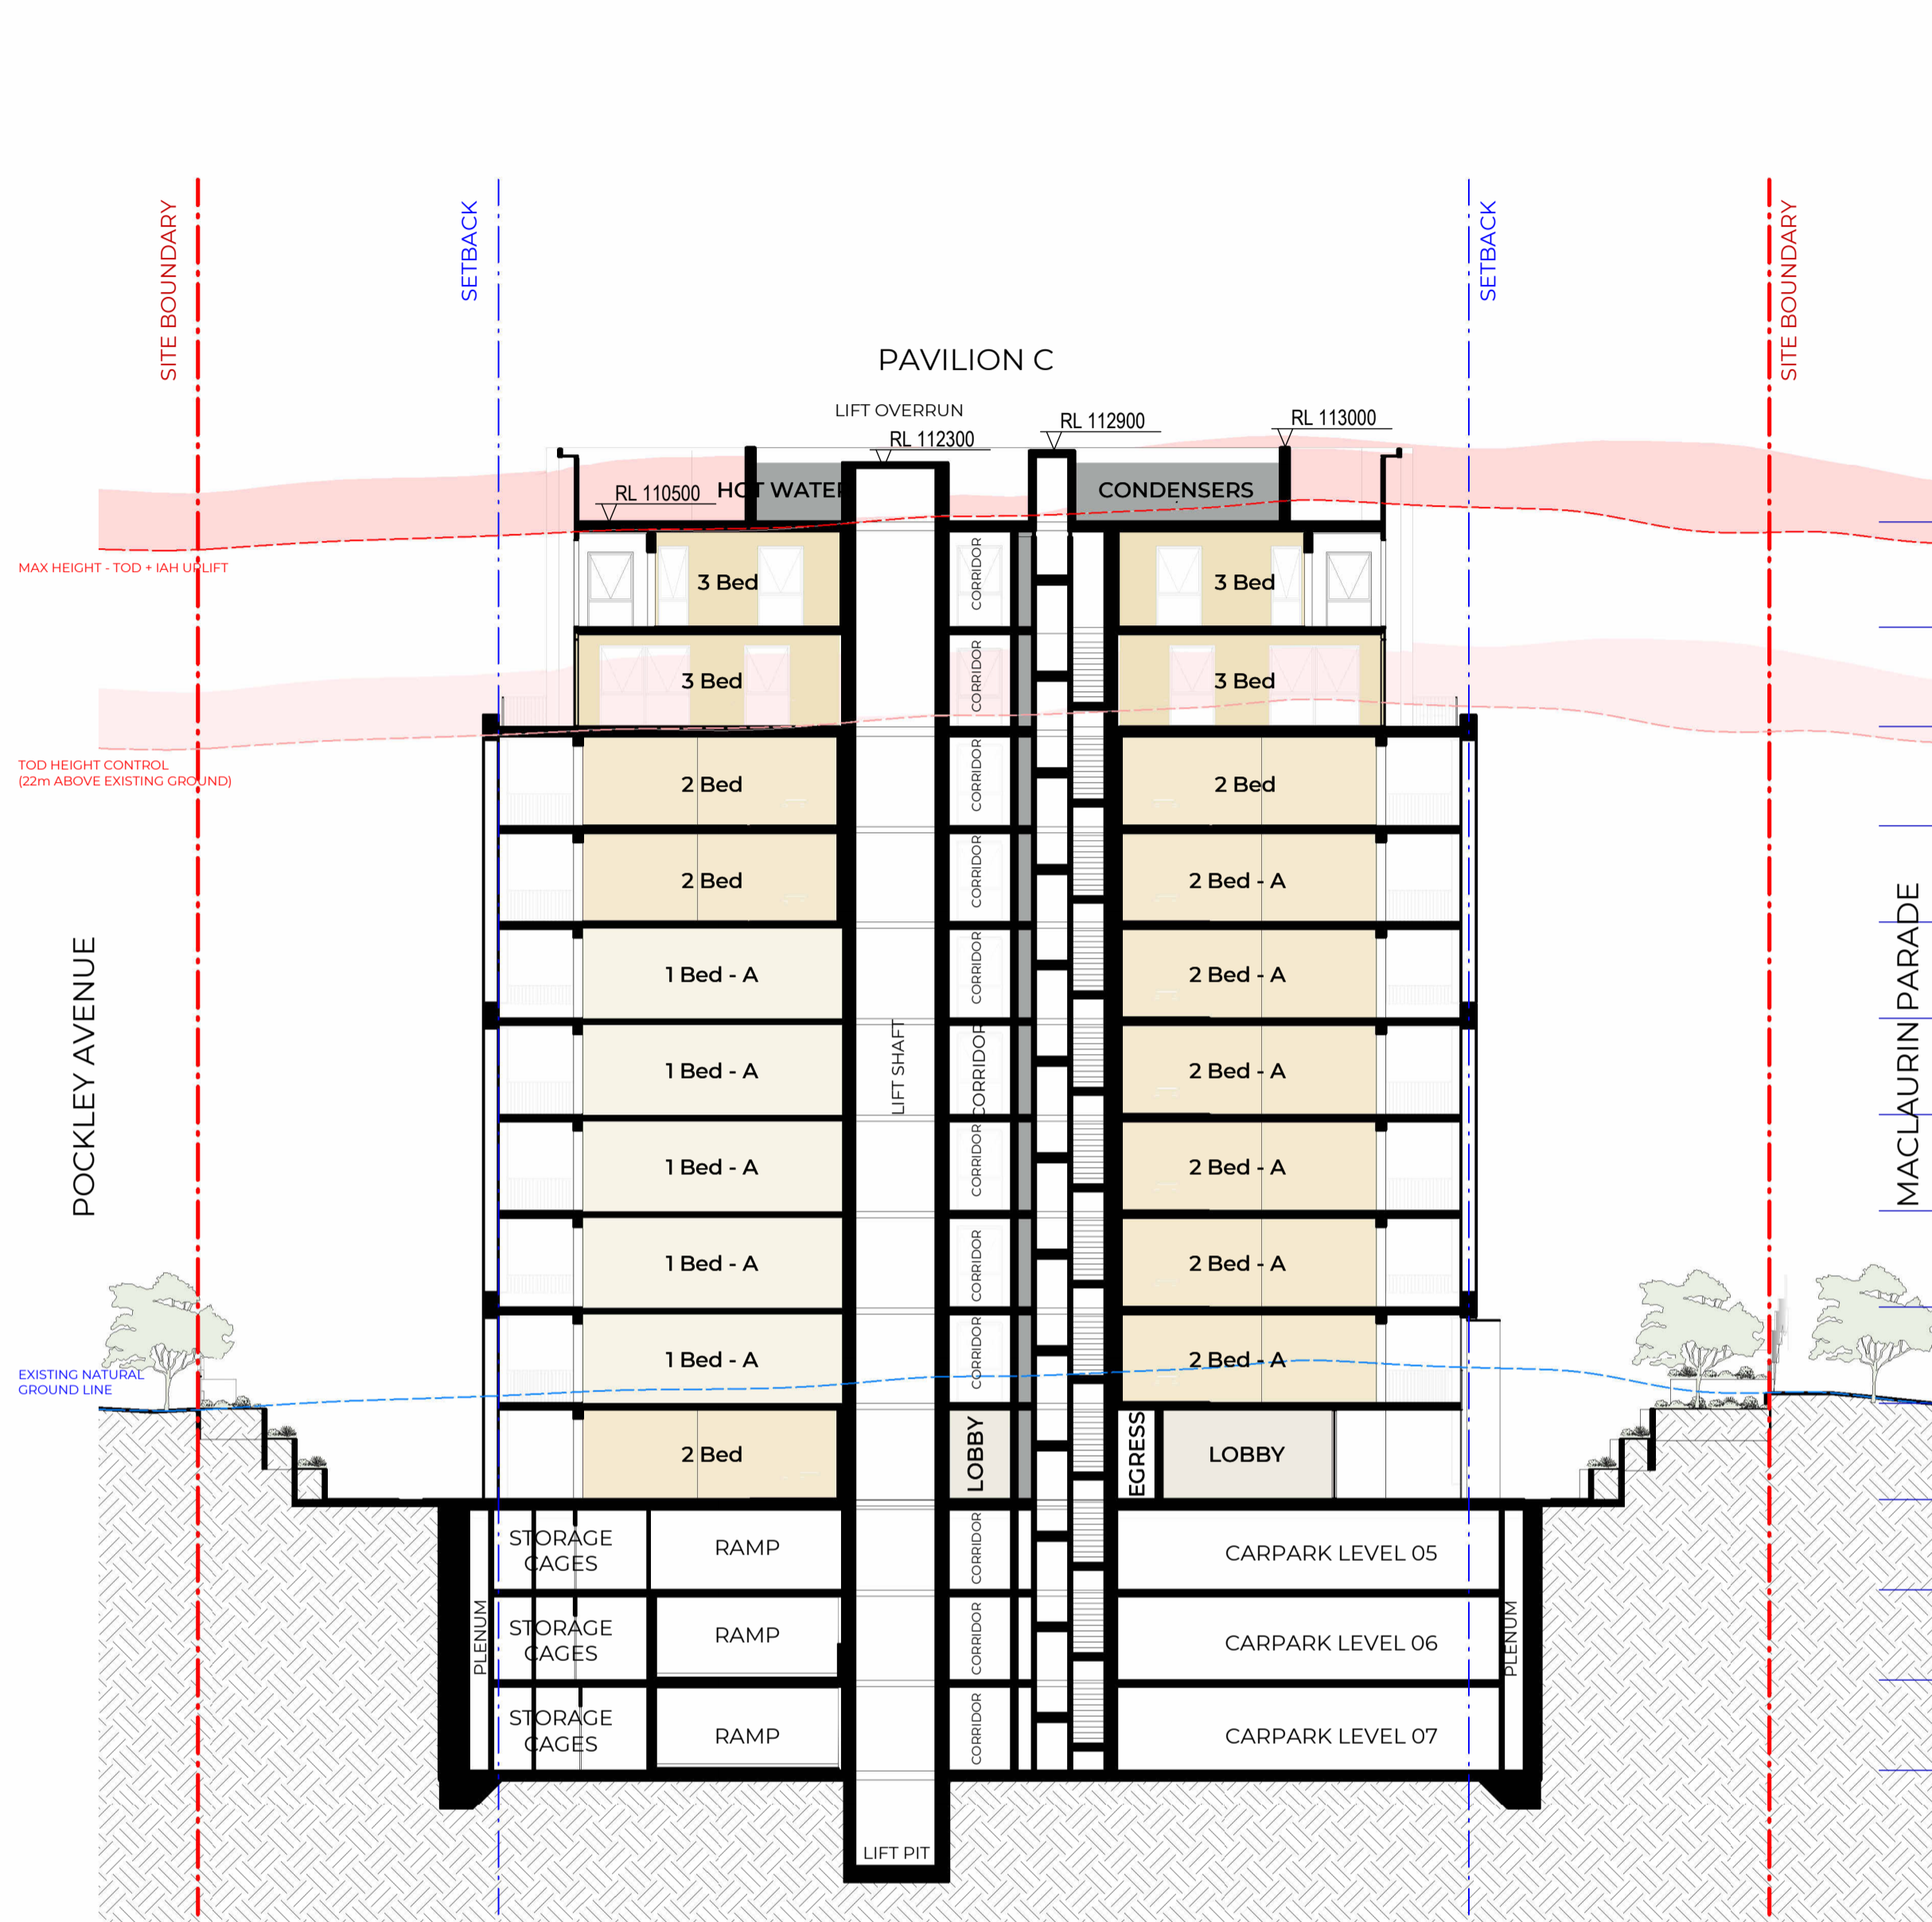 SITE BOUNDARY
SETBACK
SETBACK
SITE BOUNDARY
PAVILION C
LIFT OVERRUN
RL 112300
RL 112900
RL 113000
RL 110500
HOT WATER
CONDENSERS
MAX HEIGHT - TOD + IAH UPLIFT
3 Bed
CORRIDOR
3 Bed
3 Bed
CORRIDOR
3 Bed
TOD HEIGHT CONTROL
(22m ABOVE EXISTING GROUND)
2 Bed
CORRIDOR
2 Bed
2 Bed
CORRIDOR
2 Bed - A
POCKLEY AVENUE
MACLAURIN PARADE
1 Bed - A
CORRIDOR
2 Bed - A
1 Bed - A
LIFT SHAFT
CORRIDOR
2 Bed - A
1 Bed - A
CORRIDOR
2 Bed - A
1 Bed - A
CORRIDOR
2 Bed - A
1 Bed - A
CORRIDOR
2 Bed - A
EXISTING NATURAL
GROUND LINE
2 Bed
LOBBY
EGRESS
LOBBY
STORAGE
CAGES
RAMP
CORRIDOR
CARPARK LEVEL 05
PLENUM
STORAGE
CAGES
RAMP
CORRIDOR
CARPARK LEVEL 06
PLENUM
STORAGE
CAGES
RAMP
CORRIDOR
CARPARK LEVEL 07
LIFT PIT